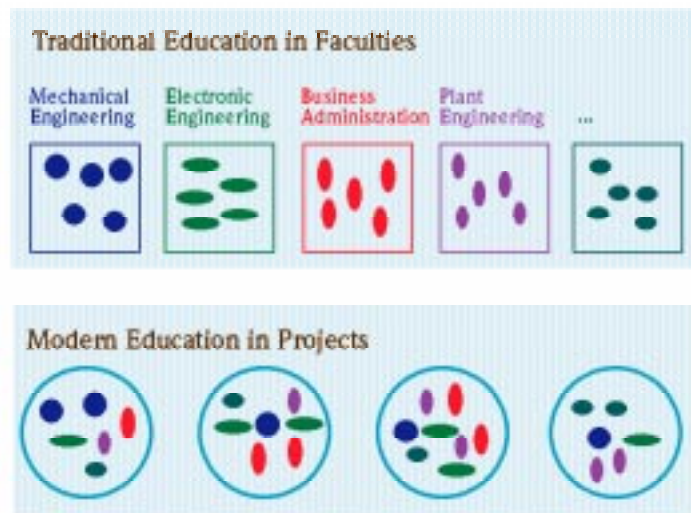 Traditional Education in Faculties
Mechanical
Engineering
Electronic
Engineering
Business
Administration
Plant
Engineering
...
Modern Education in Projects